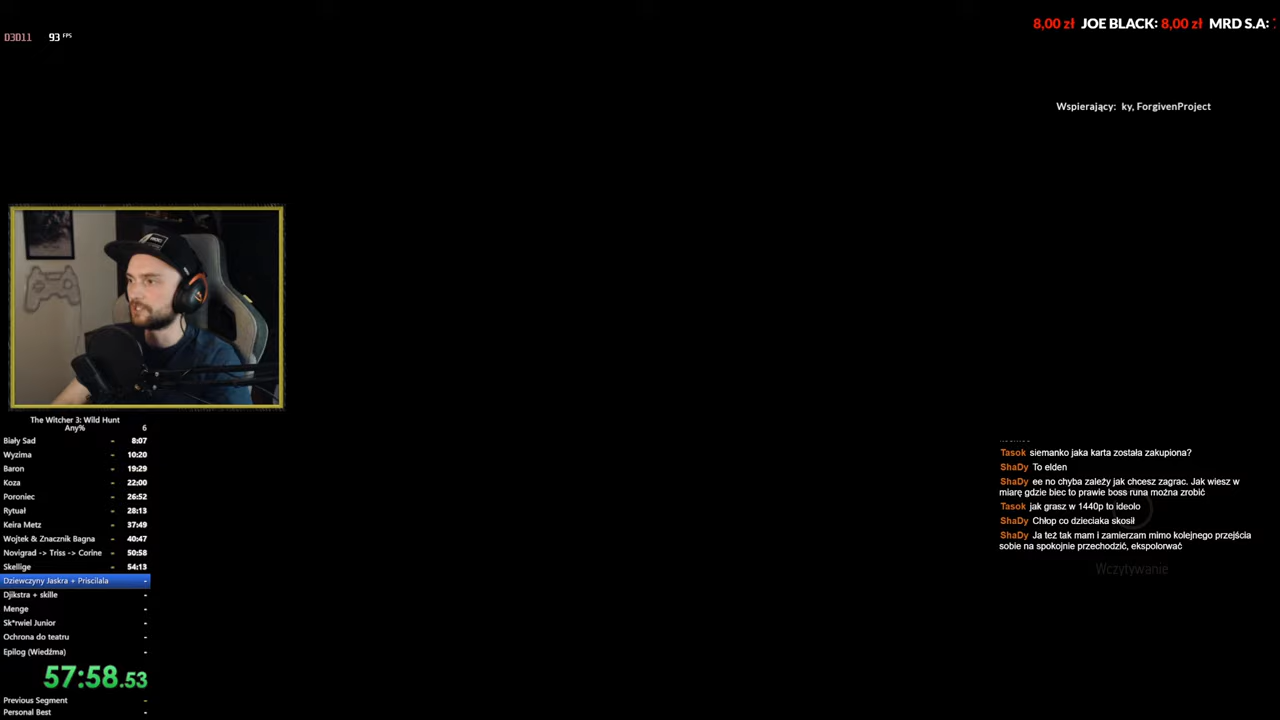 8,00 zł JOE BLACK: 8,00 zł MRD S.A:
D3D11 93 FPS
Wspierający: ky, ForgivenProject
The Witcher 3: Wild Hunt
Any% 6
Biały Sad - 8:07
Wyzima - 10:20
Baron - 19:29
Koza - 22:00
Poroniec - 26:52
Rytuał - 28:13
Keira Metz - 37:49
Wojtek & Znacznik Bagna - 40:47
Novigrad -> Triss -> Corine - 50:58
Skellige - 54:13
Dziewczyny Jaskra + Priscilala -
Djikstra + skille -
Menge -
Sk*rwiel Junior -
Ochrona do teatru -
Epilog (Wiedźma) -
57:58.53
Previous Segment -
Personal Best -
Tasok siemanko jaka karta została zakupiona?
ShaDy To elden
ShaDy ee no chyba zależy jak chcesz zagrac. Jak wiesz w
miarę gdzie biec to prawie boss runa można zrobić
Tasok jak grasz w 1440p to ideolo
ShaDy Chłop co dzieciaka skosił
ShaDy Ja też tak mam i zamierzam mimo kolejnego przejścia
sobie na spokojnie przechodzić, ekspolorwać
Wczytywanie